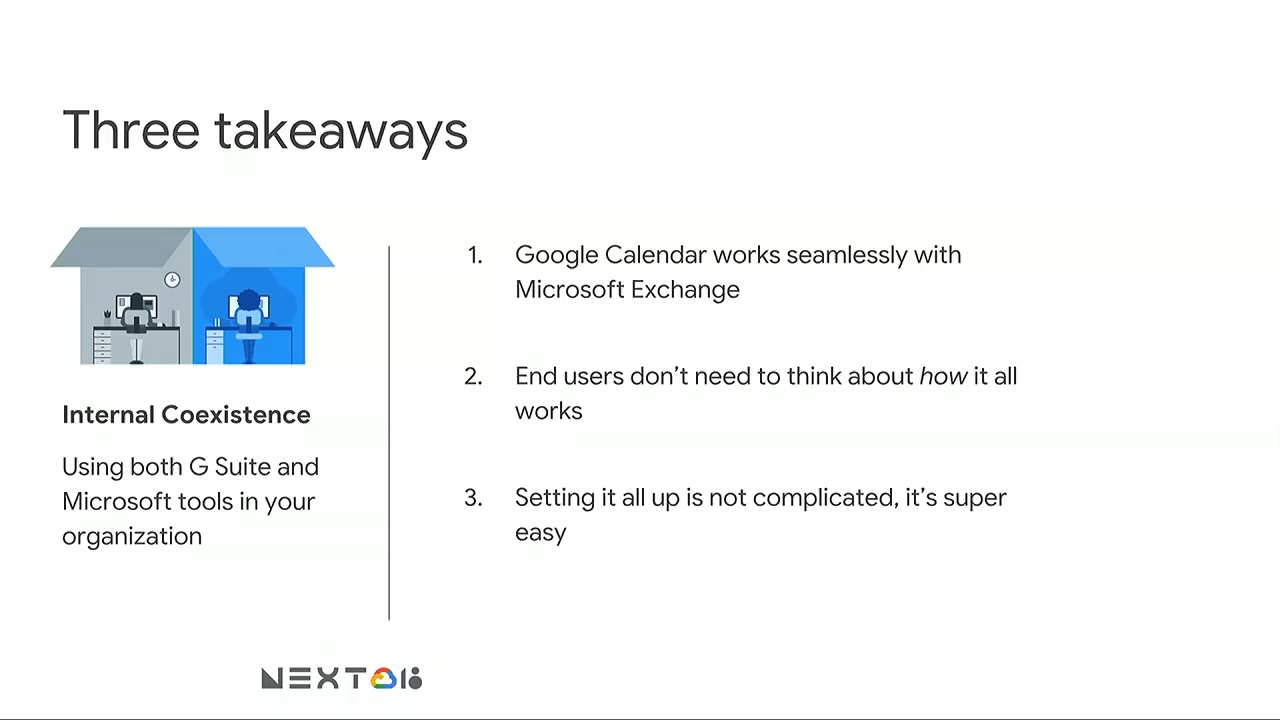 Three takeaways
Internal Coexistence
Using both G Suite and
Microsoft tools in your
organization
1. Google Calendar works seamlessly with
Microsoft Exchange
2. End users don’t need to think about how it all
works
3. Setting it all up is not complicated, it’s super
easy
NEXT 18